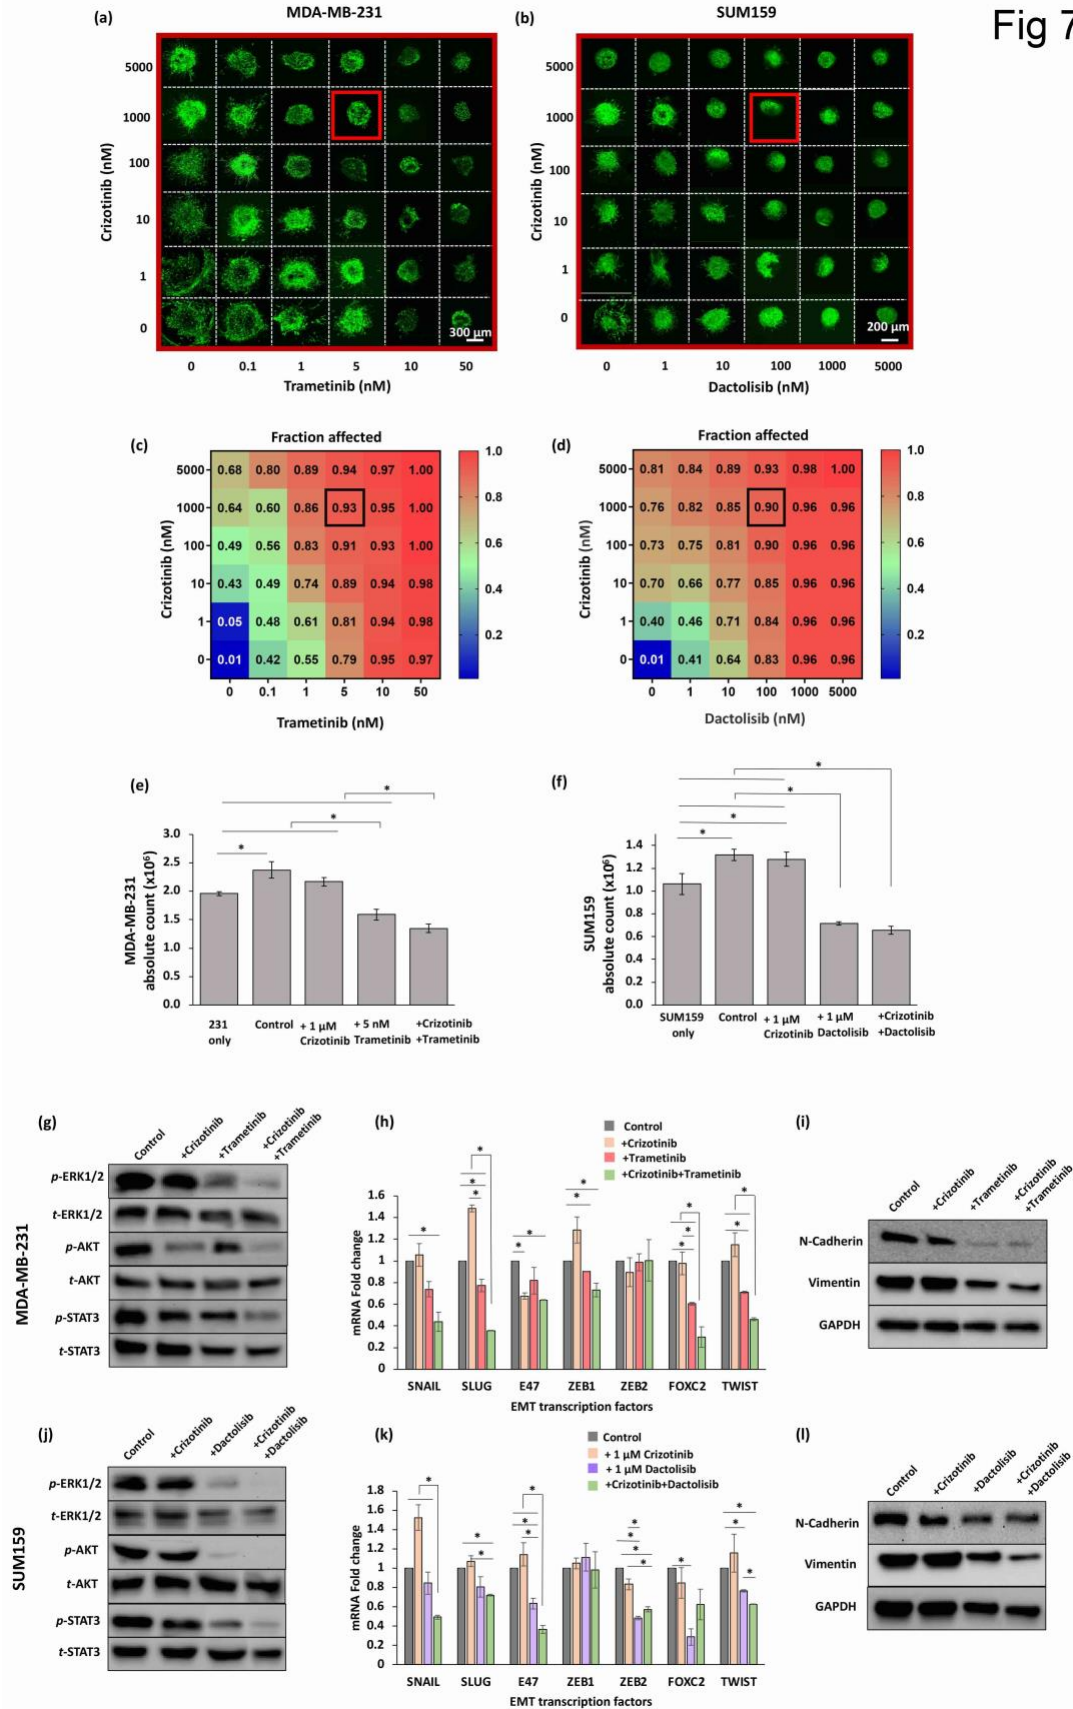 Fig 7
MDA-MB-231
SUM159
(a)
(b)
Crizotinib (nM)
5000
1000
100
10
1
0
300 µm
0 0.1 1 5 10 50
Trametinib (nM)
Crizotinib (nM)
5000
1000
100
10
1
0
200 µm
0 1 10 100 1000 5000
Dactolisib (nM)
(c)
Fraction affected
Crizotinib (nM)
5000 0.68 0.80 0.89 0.94 0.97 1.00
1000 0.64 0.60 0.86 0.93 0.95 1.00
100 0.49 0.56 0.83 0.91 0.93 1.00
10 0.43 0.49 0.74 0.89 0.94 0.98
1 0.05 0.48 0.61 0.81 0.94 0.98
0 0.01 0.42 0.55 0.79 0.95 0.97
0 0.1 1 5 10 50
Trametinib (nM)
1.0
0.8
0.6
0.4
0.2
(d)
Fraction affected
Crizotinib (nM)
5000 0.81 0.84 0.89 0.93 0.98 1.00
1000 0.76 0.82 0.85 0.90 0.96 0.96
100 0.73 0.75 0.81 0.90 0.96 0.96
10 0.70 0.66 0.77 0.85 0.96 0.96
1 0.40 0.46 0.71 0.84 0.96 0.96
0 0.01 0.41 0.64 0.83 0.96 0.96
0 1 10 100 1000 5000
Dactolisib (nM)
1.0
0.8
0.6
0.4
0.2
(e)
MDA-MB-231
absolute count (x10⁶)
3.0
2.5
2.0
1.5
1.0
0.5
0.0
* * *
231 only
Control
+ 1 µM Crizotinib
+ 5 nM Trametinib
+Crizotinib +Trametinib
(f)
SUM159
absolute count (x10⁶)
1.4
1.2
1.0
0.8
0.6
0.4
0.2
0.0
* * * *
SUM159 only
Control
+ 1 µM Crizotinib
+ 1 µM Dactolisib
+Crizotinib +Dactolisib
MDA-MB-231
(g)
Control
+Crizotinib
+Trametinib
+Crizotinib +Trametinib
p-ERK1/2
t-ERK1/2
p-AKT
t-AKT
p-STAT3
t-STAT3
(h)
Control
+Crizotinib
+Trametinib
+Crizotinib+Trametinib
mRNA Fold change
1.6
1.4
1.2
1
0.8
0.6
0.4
0.2
0
* * * * * * * * * * * * *
SNAIL SLUG E47 ZEB1 ZEB2 FOXC2 TWIST
EMT transcription factors
(i)
Control
+Crizotinib
+Trametinib
+Crizotinib +Trametinib
N-Cadherin
Vimentin
GAPDH
SUM159
(j)
Control
+Crizotinib
+Dactolisib
+Crizotinib +Dactolisib
p-ERK1/2
t-ERK1/2
p-AKT
t-AKT
p-STAT3
t-STAT3
(k)
Control
+ 1 µM Crizotinib
+ 1 µM Dactolisib
+Crizotinib+Dactolisib
mRNA Fold change
1.8
1.6
1.4
1.2
1
0.8
0.6
0.4
0.2
0
* * * * * * * * * * * * * *
SNAIL SLUG E47 ZEB1 ZEB2 FOXC2 TWIST
EMT transcription factors
(l)
Control
+Crizotinib
+Dactolisib
+Crizotinib +Dactolisib
N-Cadherin
Vimentin
GAPDH